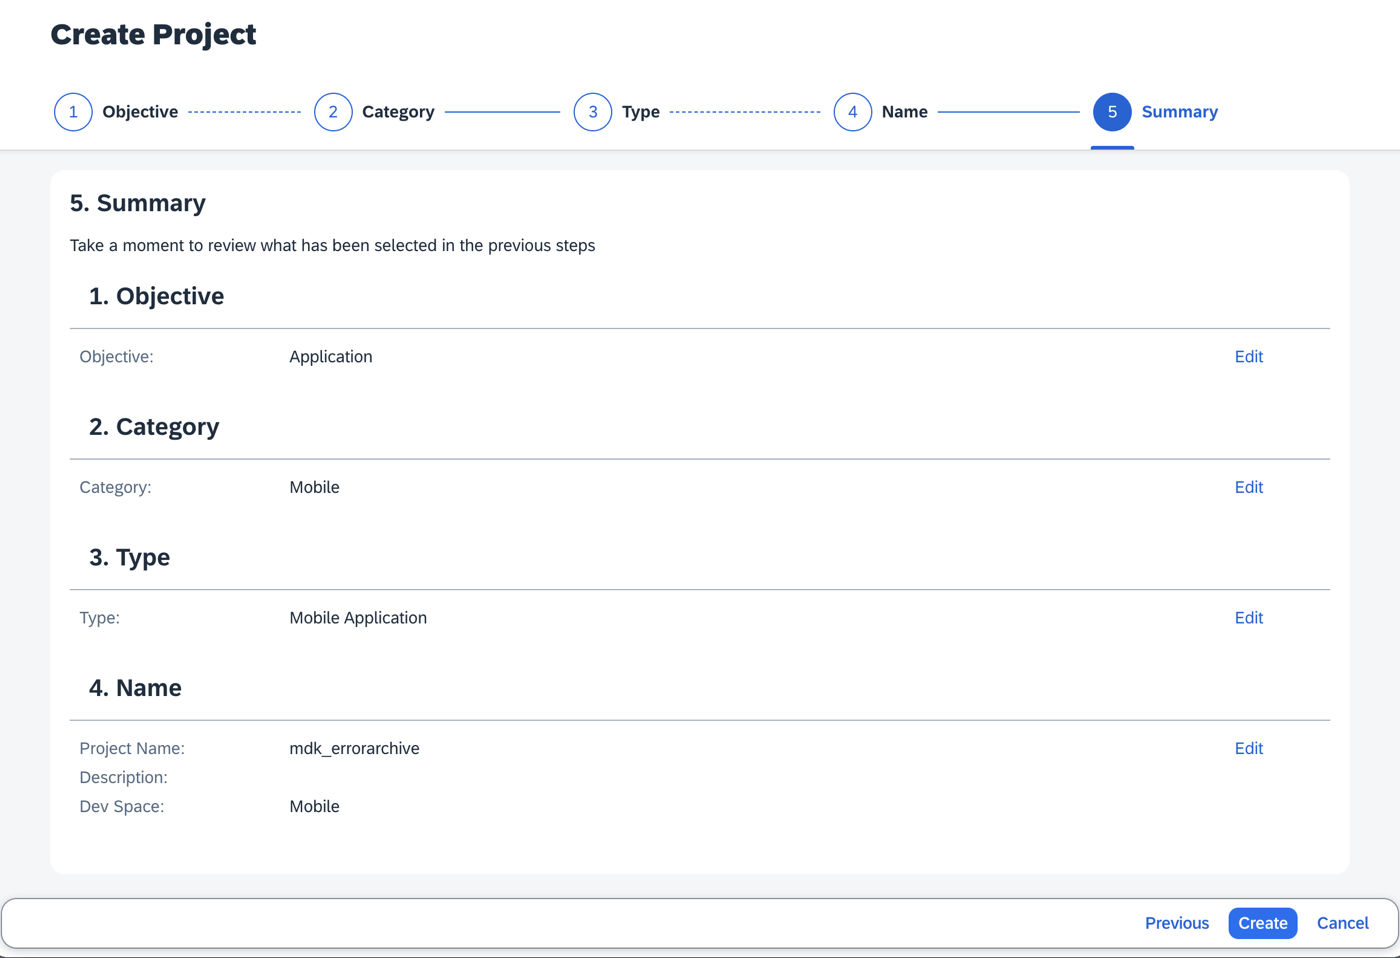 Create Project
1 Objective 2 Category 3 Type 4 Name 5 Summary
5. Summary
Take a moment to review what has been selected in the previous steps
1. Objective
Objective: Application Edit
2. Category
Category: Mobile Edit
3. Type
Type: Mobile Application Edit
4. Name
Project Name: mdk_errorarchive Edit
Description:
Dev Space: Mobile
Previous Create Cancel